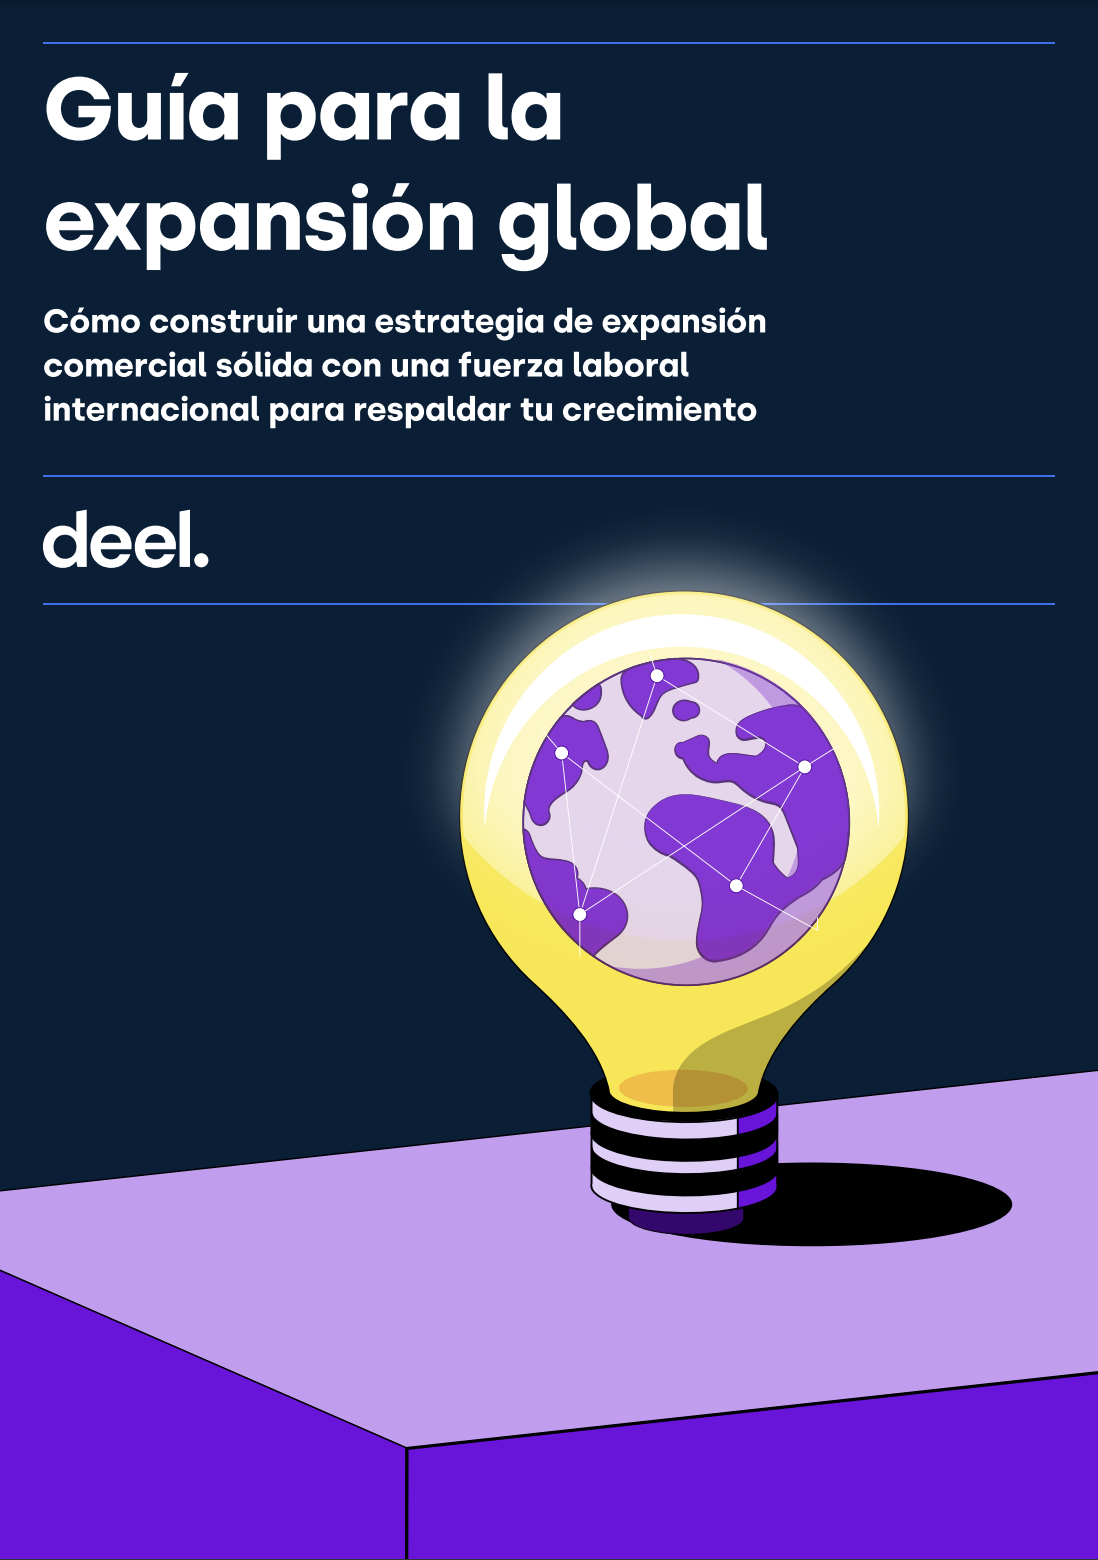 Guía para la
expansión global
Cómo construir una estrategia de expansión
comercial sólida con una fuerza laboral
internacional para respaldar tu crecimiento
deel.